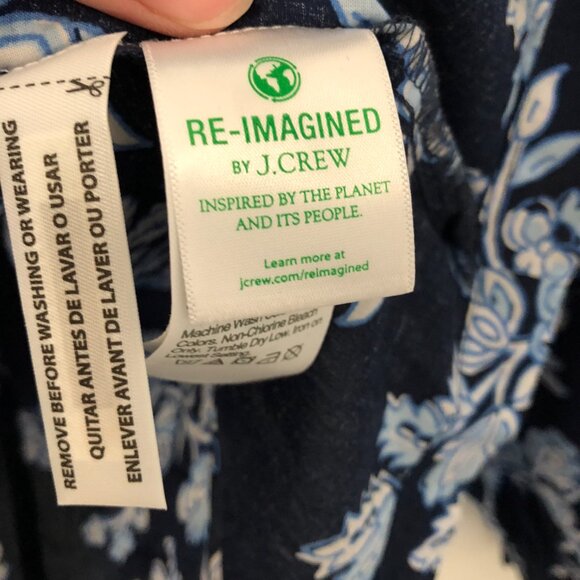 REMOVE BEFORE WASHING OR WEARING
QUITAR ANTES DE LAVAR O USAR
ENLEVER AVANT DE LAVER OU PORTER
RE-IMAGINED
BY J.CREW
INSPIRED BY THE PLANET
AND ITS PEOPLE.
Learn more at
jcrew.com/reimagined
Machine Wash
Colors. Non-Chlorine Bleach
Only. Tumble Dry Low. Iron on
Lowest Setting.